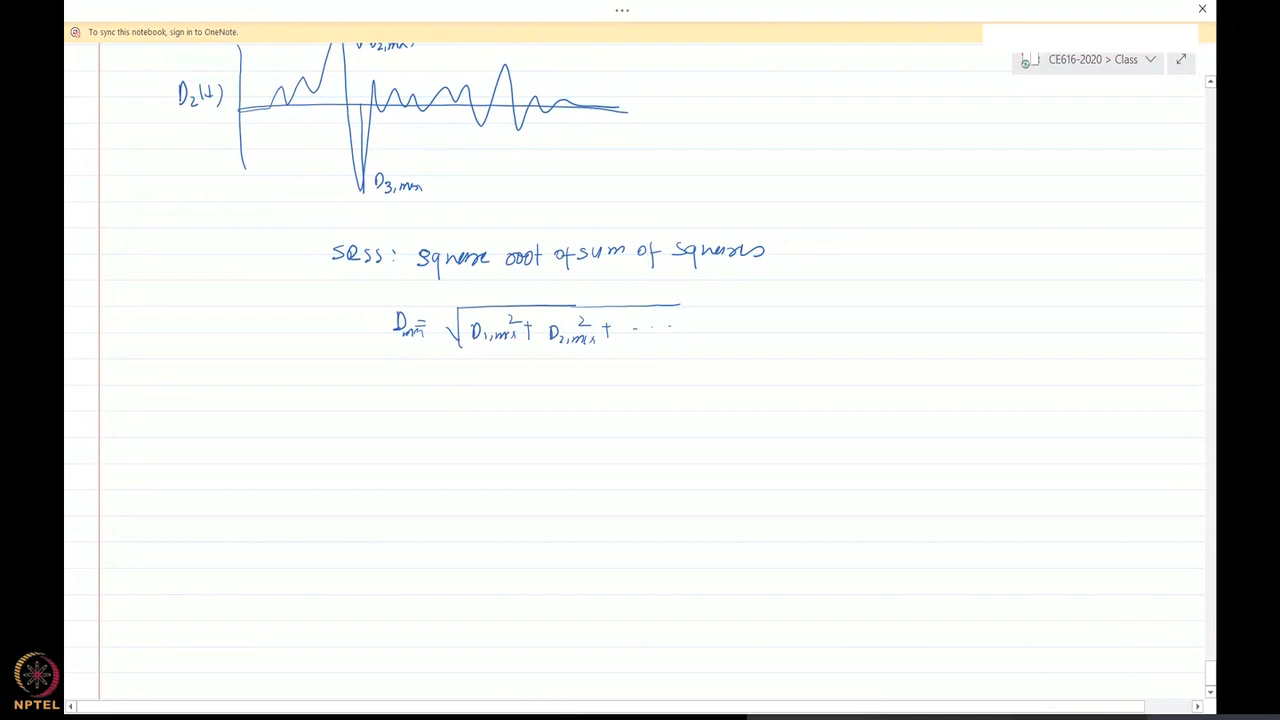 To sync this notebook, sign in to OneNote.
CE616-2020 > Class
D₂(t)
D₃,max
SRSS: square root of sum of squares
Dmax = √(D₁,max² + D₂,max² + ....
NPTEL